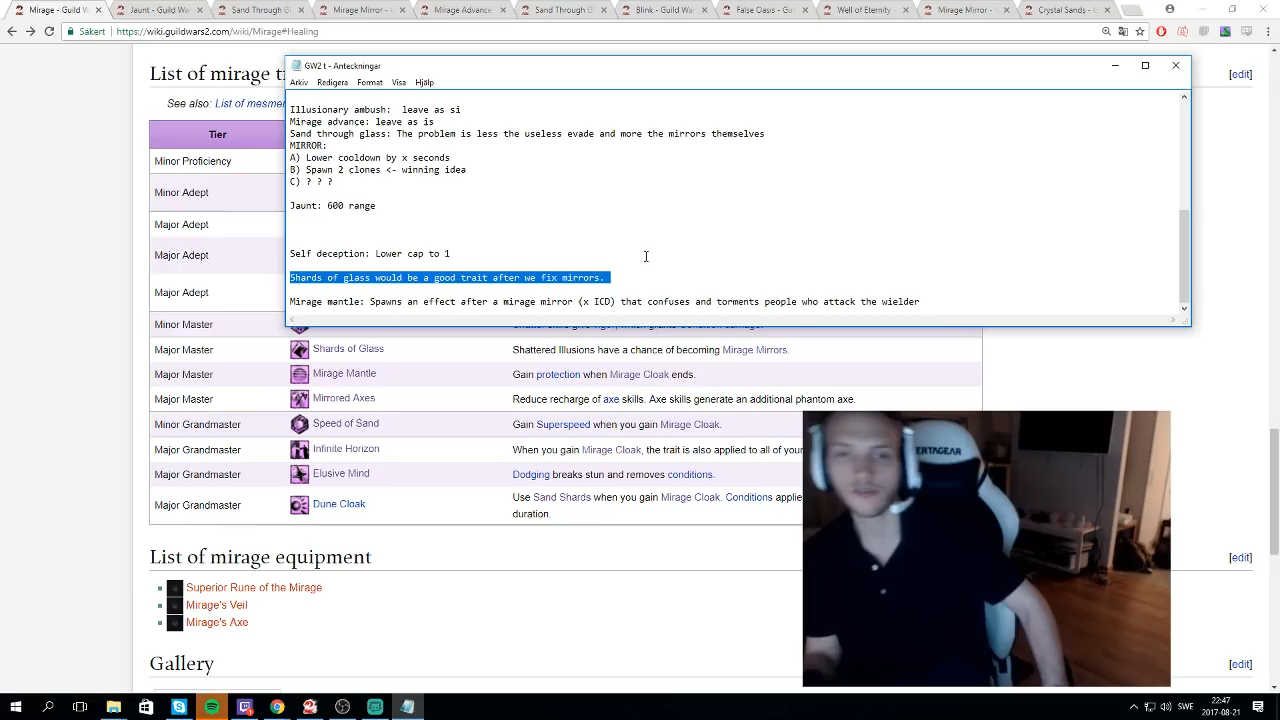 Mirage - Guild W
Jaunt - Guild War
Sand Through Gl
Mirage Mirror -
Mirage Advance
Sand Through Gl
Blink - Guild War
False Oasis - Guil
Well of Eternity -
Mirage Mirror -
Crystal Sands - G
Säkert https://wiki.guildwars2.com/wiki/Mirage#Healing
List of mirage t
[edit]
See also: List of mesmer
GW2 t - Anteckningar
Arkiv Redigera Format Visa Hjälp
Illusionary ambush: leave as si
Mirage advance: leave as is
Sand through glass: The problem is less the useless evade and more the mirrors themselves
MIRROR:
A) Lower cooldown by x seconds
B) Spawn 2 clones <- winning idea
C) ? ? ?
Jaunt: 600 range
Self deception: Lower cap to 1
Shards of glass would be a good trait after we fix mirrors.
Mirage mantle: Spawns an effect after a mirage mirror (x ICD) that confuses and torments people who attack the wielder
Tier
Minor Proficiency
Minor Adept
Major Adept
Major Adept
Major Adept
Minor Master
Major Master Shards of Glass Shattered Illusions have a chance of becoming Mirage Mirrors.
Major Master Mirage Mantle Gain protection when Mirage Cloak ends.
Major Master Mirrored Axes Reduce recharge of axe skills. Axe skills generate an additional phantom axe.
Minor Grandmaster Speed of Sand Gain Superspeed when you gain Mirage Cloak.
Major Grandmaster Infinite Horizon When you gain Mirage Cloak, the trait is also applied to all of your
Major Grandmaster Elusive Mind Dodging breaks stun and removes conditions.
Major Grandmaster Dune Cloak Use Sand Shards when you gain Mirage Cloak. Conditions applie
duration.
List of mirage equipment
[edit]
Superior Rune of the Mirage
Mirage's Veil
Mirage's Axe
Gallery
[edit]
ERTAGEAR
SWE
22:47
2017-08-21